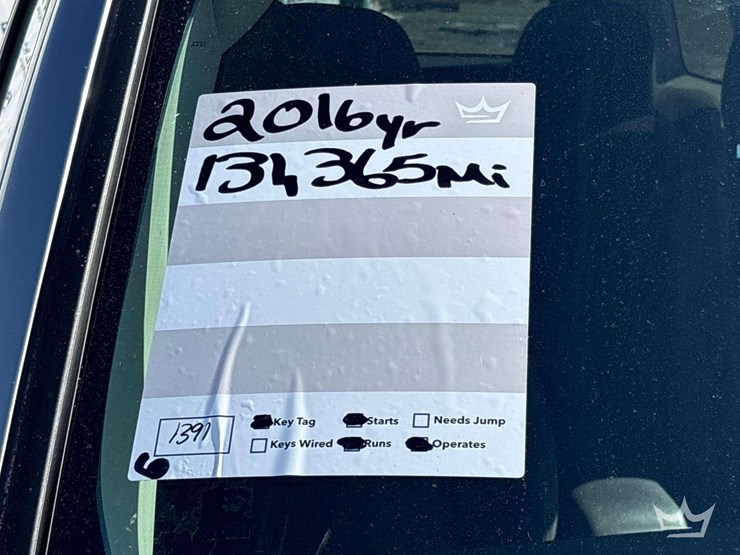 2016yr
134365Mi
1391
Key Tag Starts Needs Jump
Keys Wired Runs Operates
6